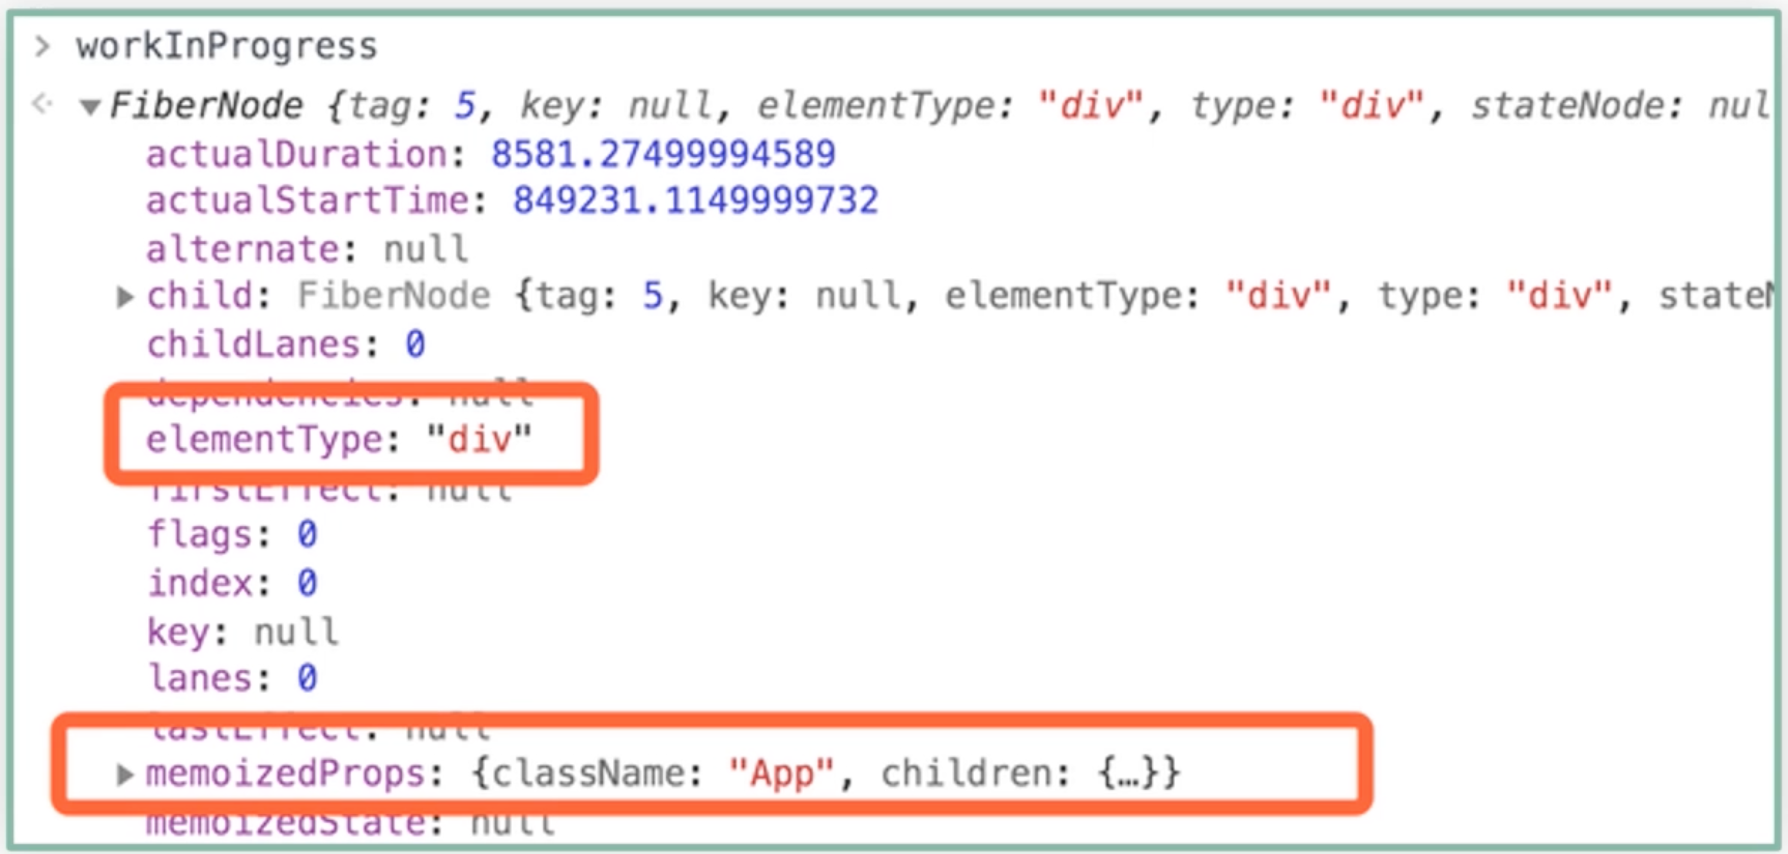 > workInProgress
<· ▼FiberNode {tag: 5, key: null, elementType: "div", type: "div", stateNode: nul
actualDuration: 8581.27499994589
actualStartTime: 849231.1149999732
alternate: null
▶child: FiberNode {tag: 5, key: null, elementType: "div", type: "div", stateN
childLanes: 0
dependencies: null
elementType: "div"
firstEffect: null
flags: 0
index: 0
key: null
lanes: 0
lastEffect: null
▶memoizedProps: {className: "App", children: {…}}
memoizedState: null